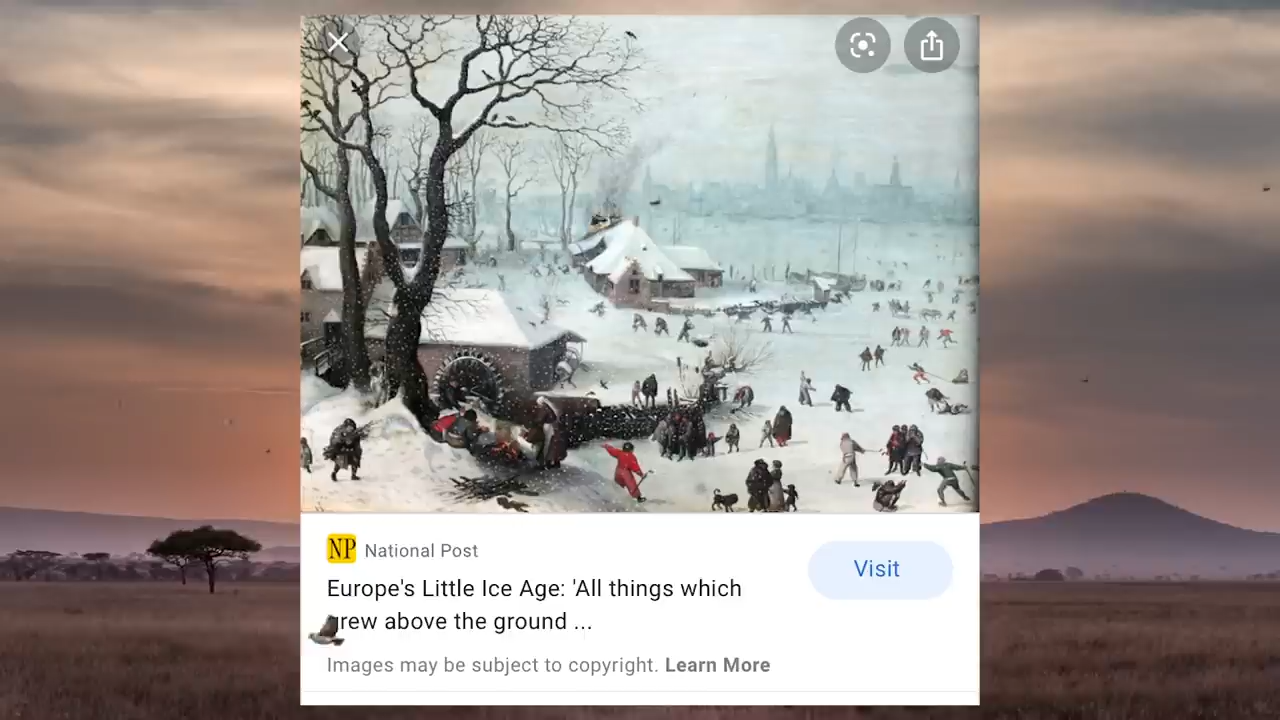 NP National Post
Visit
Europe's Little Ice Age: 'All things which
grew above the ground ...
Images may be subject to copyright. Learn More